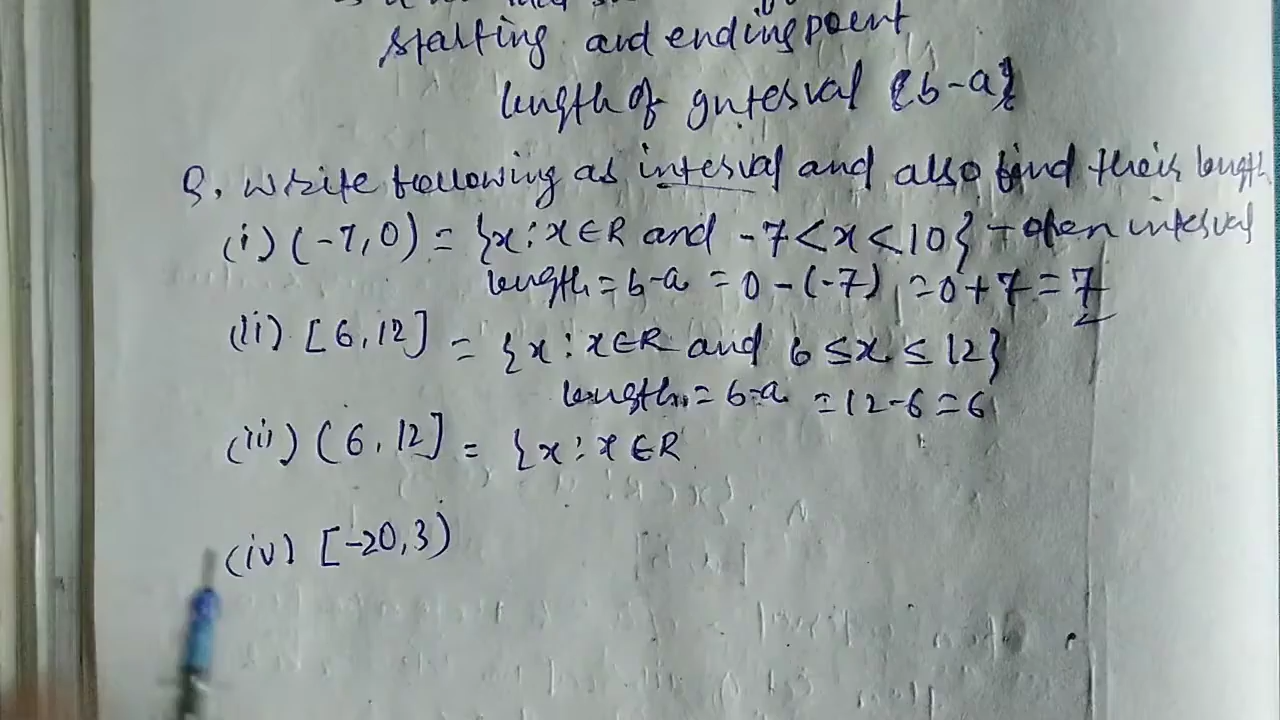 starting and ending point
length of interval {b-a}
Q. Write following as interval and also find their length
(i) (-7,0) = {x:x∈R and -7<x<10} → open interval
length = b-a = 0-(-7) = 0+7 = 7
(ii) [6,12] = {x:x∈R and 6≤x≤12}
length = b-a = 12-6=6
(iii) (6,12] = {x:x∈R
(iv) [-20,3)